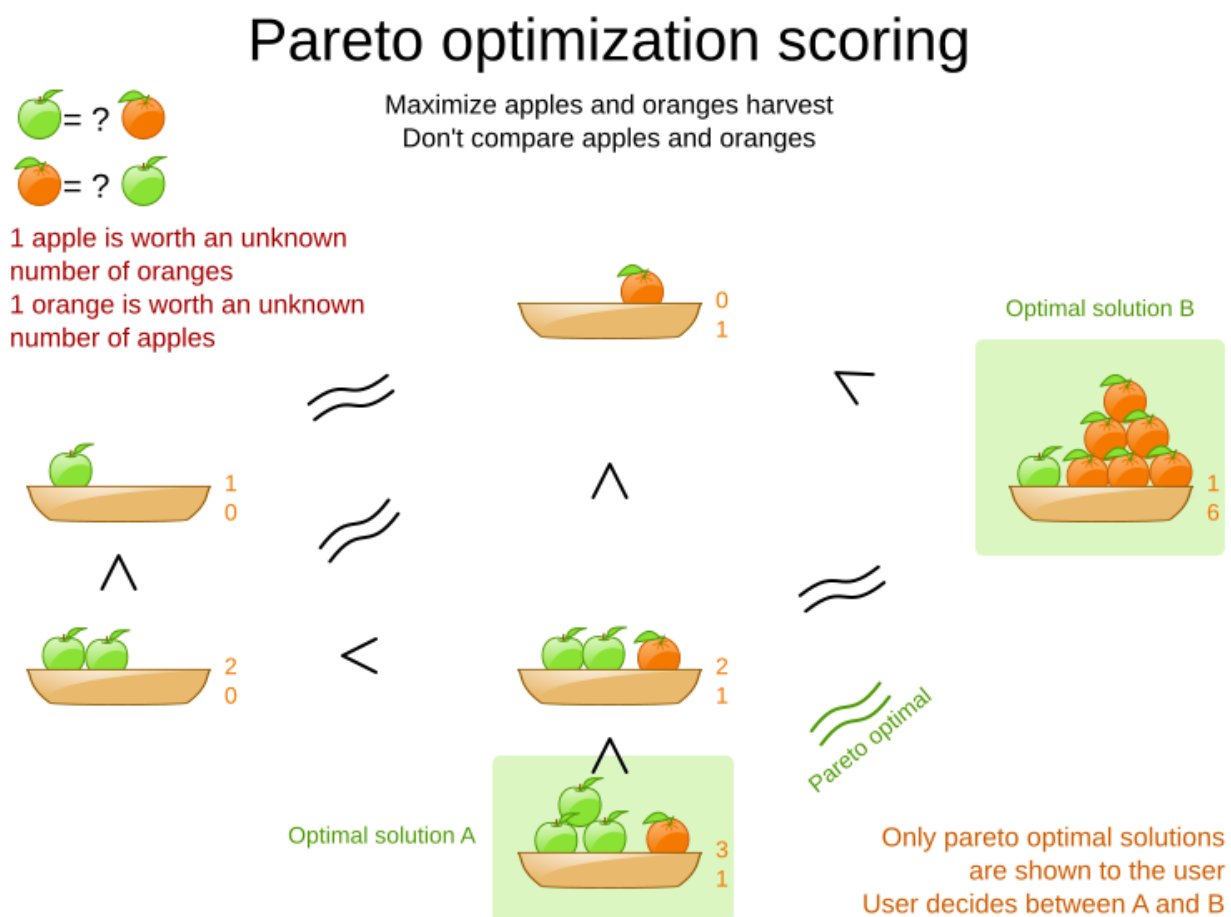 Pareto optimization scoring
Maximize apples and oranges harvest
Don't compare apples and oranges
= ?
= ?
1 apple is worth an unknown
number of oranges
1 orange is worth an unknown
number of apples
0
1
Optimal solution B
1
0
1
6
2
0
2
1
Pareto optimal
Optimal solution A
3
1
Only pareto optimal solutions
are shown to the user
User decides between A and B